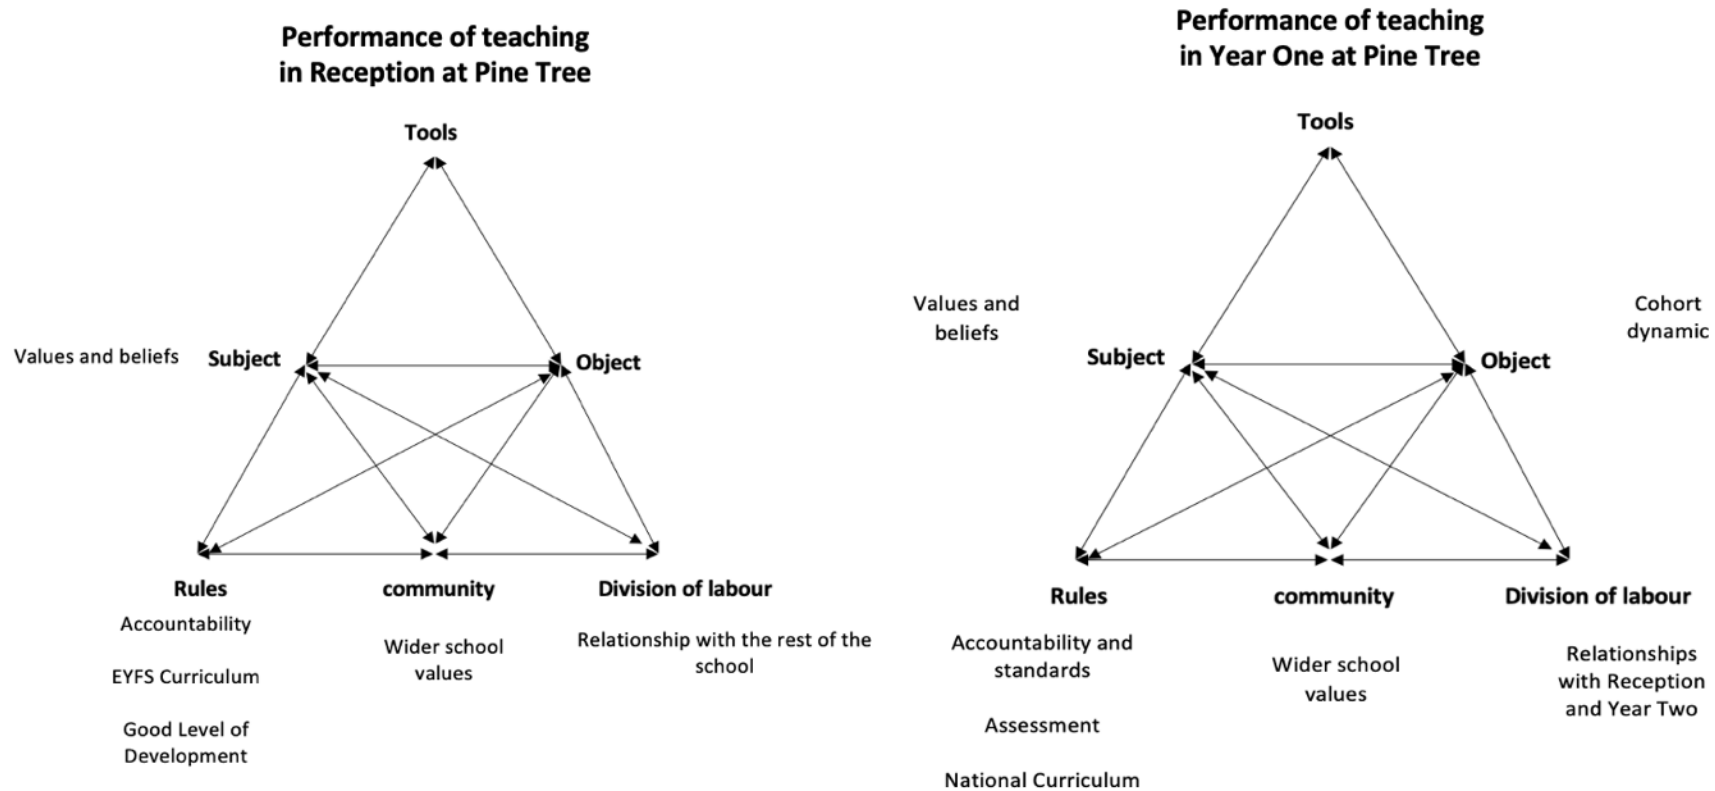 Performance of teaching
in Reception at Pine Tree
Tools
Values and beliefs
Subject
Object
Rules
Accountability
EYFS Curriculum
Good Level of
Development
community
Wider school
values
Division of labour
Relationship with the rest of the
school
Performance of teaching
in Year One at Pine Tree
Tools
Values and
beliefs
Cohort
dynamic
Subject
Object
Rules
Accountability and
standards
Assessment
National Curriculum
community
Wider school
values
Division of labour
Relationships
with Reception
and Year Two